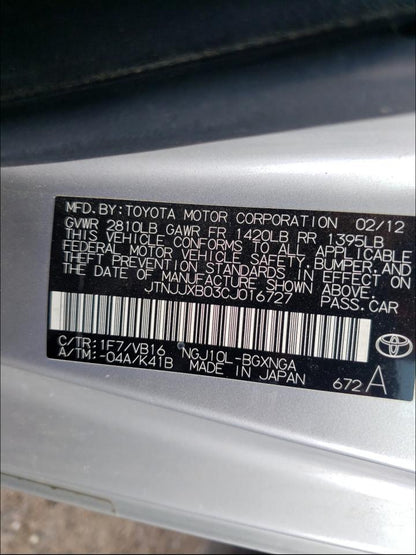 MFD.BY:TOYOTA MOTOR CORPORATION 02/12
GVWR 2810LB GAWR FR 1420LB RR 1395LB
THIS VEHICLE CONFORMS TO ALL APPLICABLE
FEDERAL MOTOR VEHICLE SAFETY,BUMPER,AND
THEFT PREVENTION STANDARDS IN EFFECT ON
THE DATE OF MANUFACTURE SHOWN ABOVE.
JTNJJXB03CJ016727 PASS.CAR
C/TR:1F7/VB16 NGJ10L-BGXNGA
A/TM:-04A/K41B MADE IN JAPAN
672 A